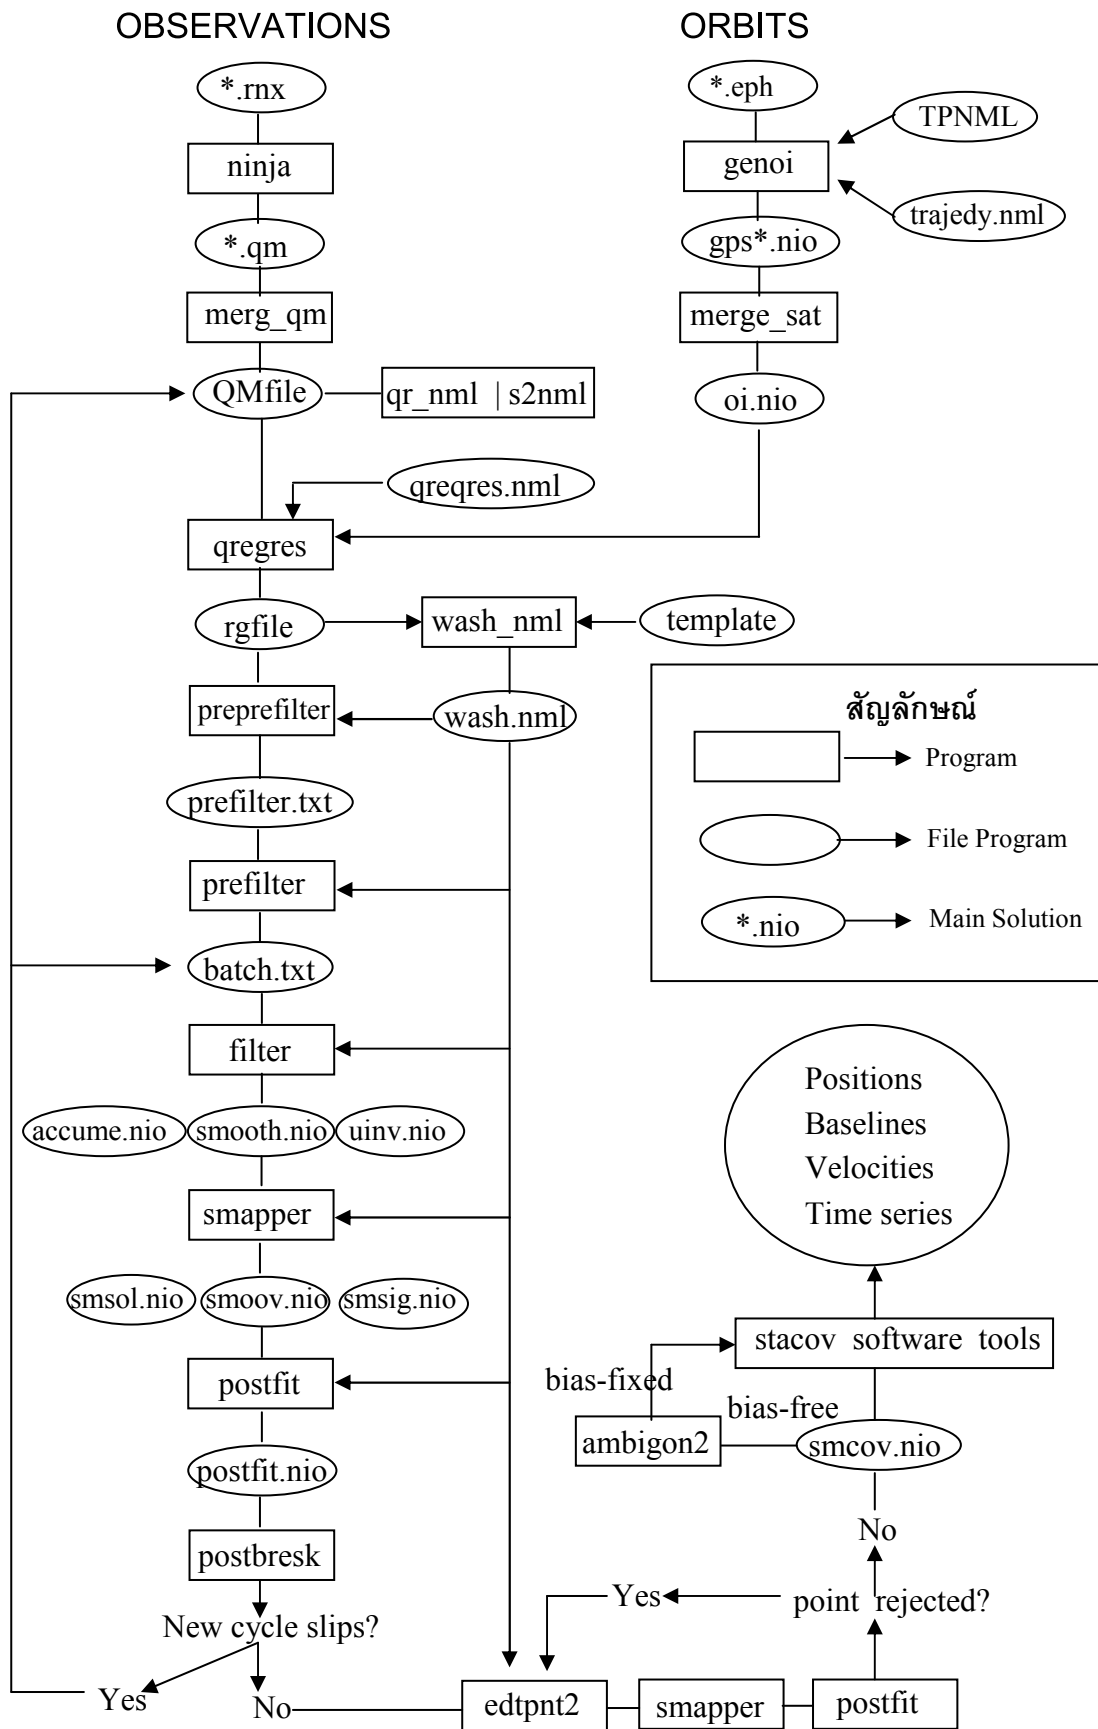 OBSERVATIONS
ORBITS
*.rnx
*.eph
TPNML
ninja
genoi
trajedy.nml
*.qm
gps*.nio
merg_qm
merge_sat
QMfile
qr_nml | s2nml
oi.nio
qreqres.nml
qregres
rgfile
wash_nml
template
preprefilter
wash.nml
สัญลักษณ์
Program
File Program
*.nio
Main Solution
prefilter.txt
prefilter
batch.txt
filter
accume.nio
smooth.nio
uinv.nio
smapper
smsol.nio
smoov.nio
smsig.nio
postfit
postfit.nio
postbresk
New cycle slips?
Yes
No
edtpnt2
smapper
postfit
point rejected?
Yes
No
smcov.nio
bias-free
ambigon2
bias-fixed
stacov software tools
Positions
Baselines
Velocities
Time series